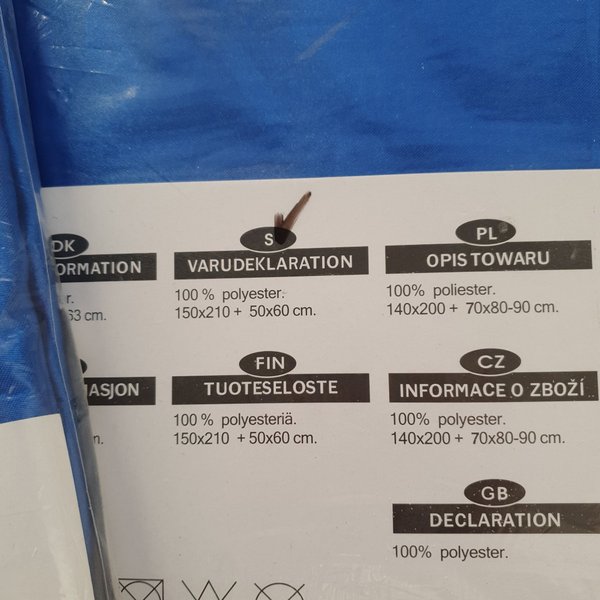 DK
ORMATION
r.
63 cm.
ASJON
n.
S
VARUDEKLARATION
100 % polyester.
150x210 + 50x60 cm.
FIN
TUOTESELOSTE
100 % polyesteriä.
150x210 + 50x60 cm.
PL
OPIS TOWARU
100% poliester.
140x200 + 70x80-90 cm.
CZ
INFORMACE O ZBOŽÍ
100% polyester.
140x200 + 70x80-90 cm.
GB
DECLARATION
100% polyester.